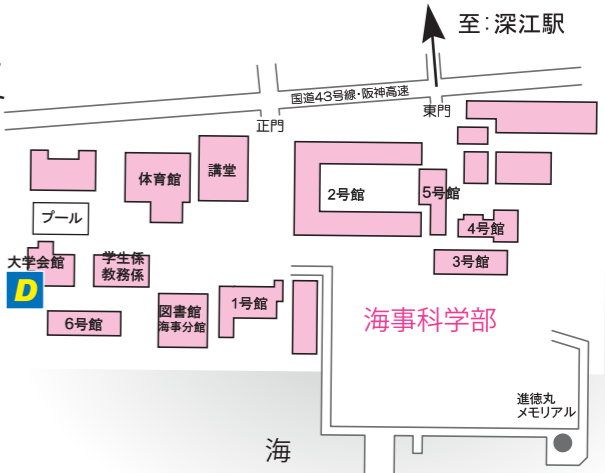 至:深江駅
国道43号線・阪神高速
正門
東門
講堂
体育館
2号館
5号館
プール
4号館
大学会館
学生係
教務係
3号館
D
図書館
海事分館
1号館
6号館
海事科学部
進徳丸
メモリアル
海